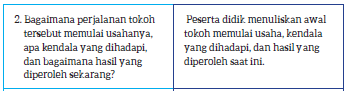 2. Bagaimana perjalanan tokoh
tersebut memulai usahanya,
apa kendala yang dihadapi,
dan bagaimana hasil yang
diperoleh sekarang?
Peserta didik menuliskan awal
tokoh memulai usaha, kendala
yang dihadapi, dan hasil yang
diperoleh saat ini.